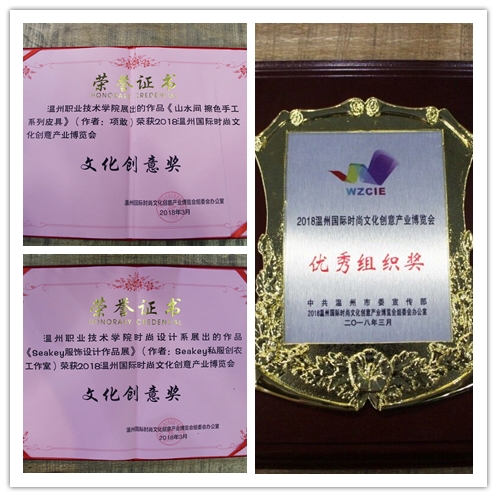 荣誉证书
HONORARY CREDENTIAL
温州职业技术学院展出的作品《山水间 擦色手工
系列皮具》（作者：项敢）荣获2018温州国际时尚文
化创意产业博览会
文化创意奖
温州国际时尚文化创意产业博览会组委会办公室
2018年3月
荣誉证书
HONORARY CREDENTIAL
温州职业技术学院时尚设计系展出的作品
《Seakey服饰设计作品展》（作者：Seakey私服创衣
工作室）荣获2018温州国际时尚文化创意产业博览会
文化创意奖
温州国际时尚文化创意产业博览会组委会办公室
2018年3月
WZCIE
2018温州国际时尚文化创意产业博览会
优秀组织奖
中共温州市委宣传部
2018温州国际时尚文化创意产业博览会组委会办公室
二〇一八年三月